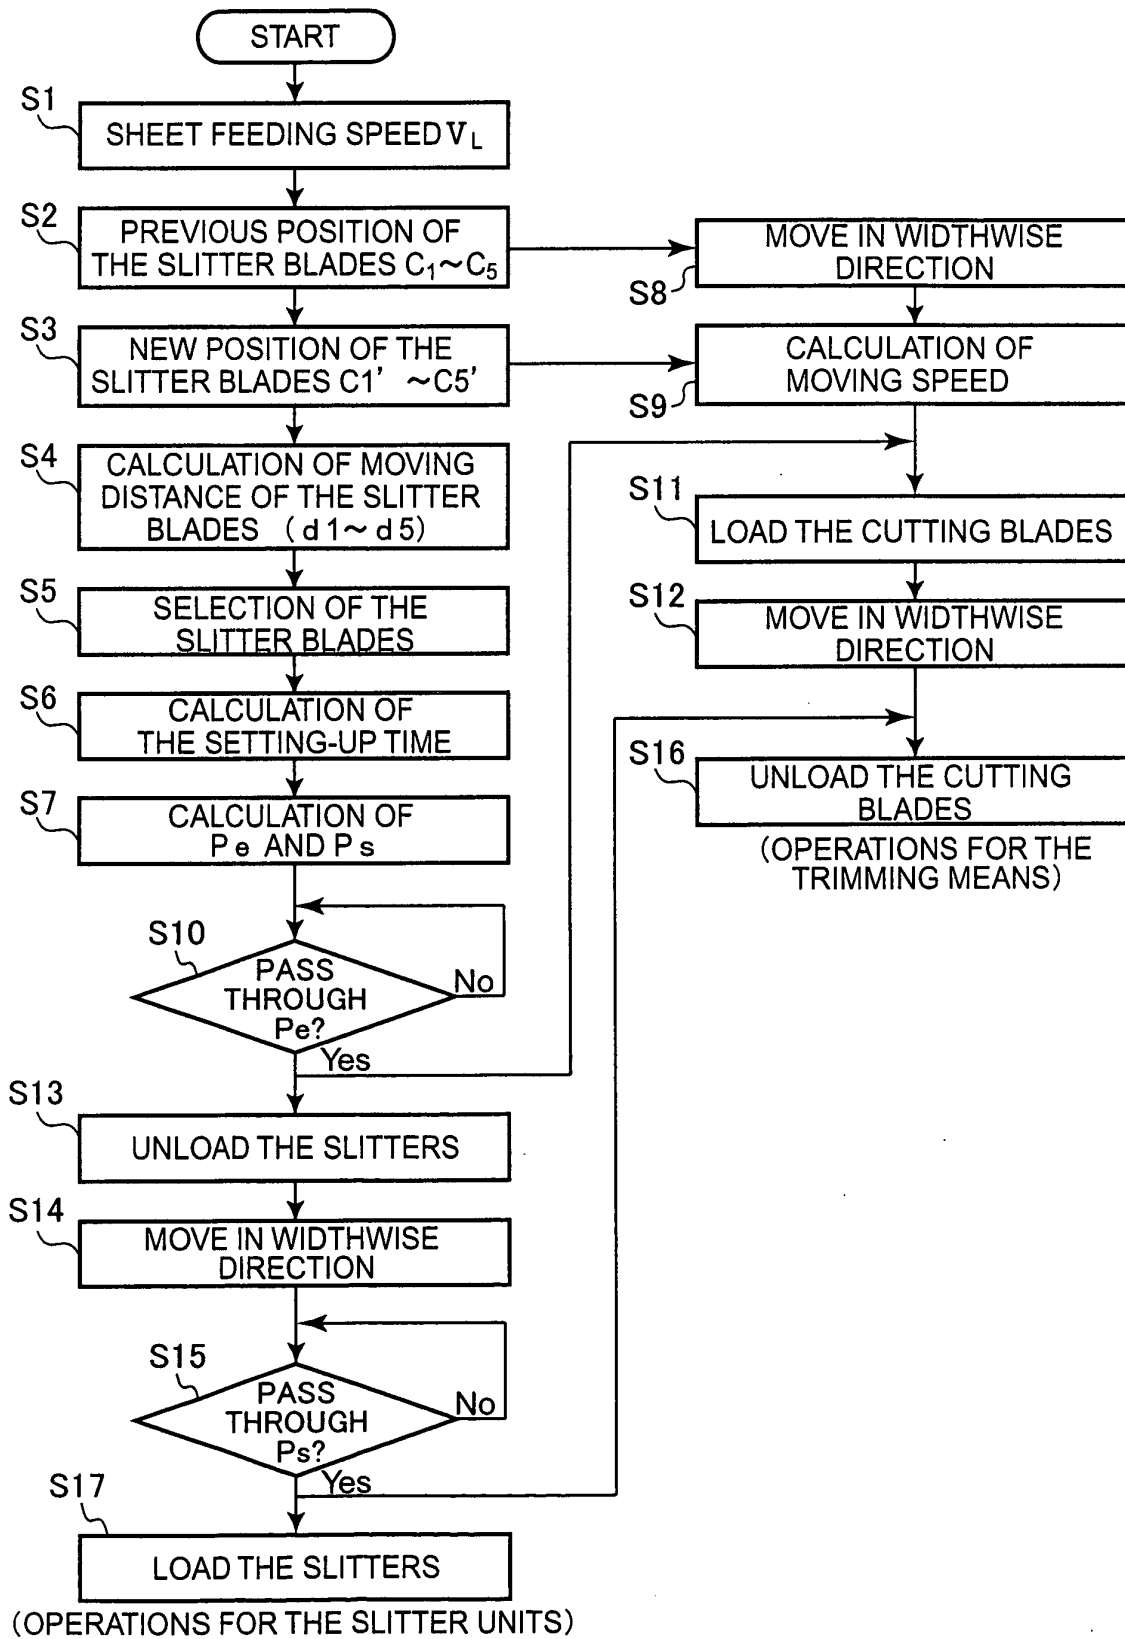 START
S1
SHEET FEEDING SPEED VL
S2
PREVIOUS POSITION OF
THE SLITTER BLADES C1~C5
S3
NEW POSITION OF THE
SLITTER BLADES C1' ~C5'
S4
CALCULATION OF MOVING
DISTANCE OF THE SLITTER
BLADES (d1~d5)
S5
SELECTION OF THE
SLITTER BLADES
S6
CALCULATION OF
THE SETTING-UP TIME
S7
CALCULATION OF
Pe AND Ps
S10
PASS
THROUGH
Pe?
No
Yes
S13
UNLOAD THE SLITTERS
S14
MOVE IN WIDTHWISE
DIRECTION
S15
PASS
THROUGH
Ps?
No
Yes
S17
LOAD THE SLITTERS
(OPERATIONS FOR THE SLITTER UNITS)
MOVE IN WIDTHWISE
DIRECTION
S8
CALCULATION OF
MOVING SPEED
S9
S11
LOAD THE CUTTING BLADES
S12
MOVE IN WIDTHWISE
DIRECTION
S16
UNLOAD THE CUTTING
BLADES
(OPERATIONS FOR THE
TRIMMING MEANS)